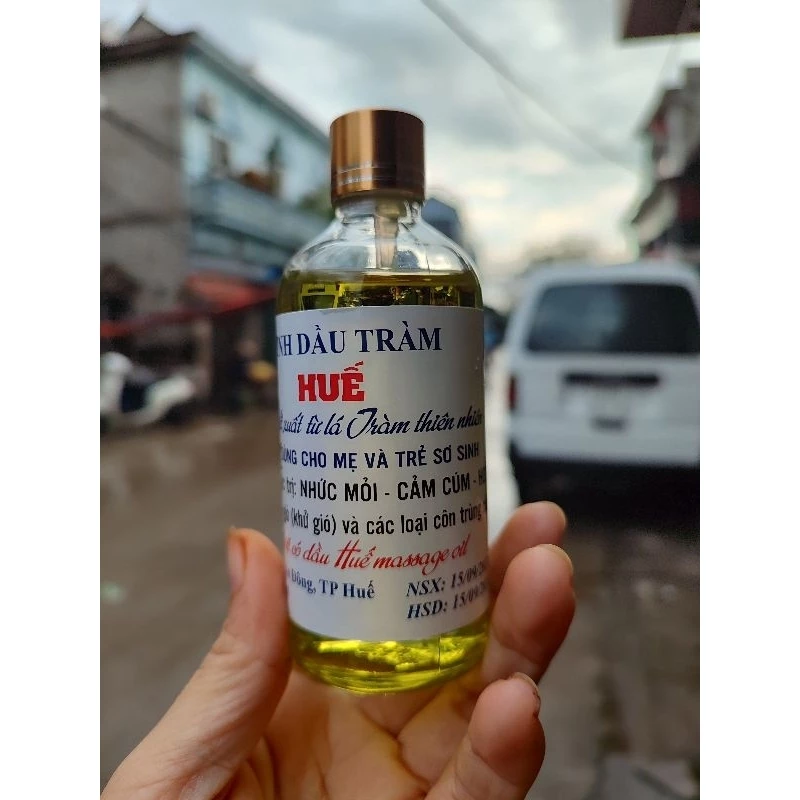 DẦU TRÀM
HUẾ
xuất từ lá Tràm thiên nhiên
CHO MẸ VÀ TRẺ SƠ SINH
trị: NHỨC MỎI - CẢM CÚM -
(khử gió) và các loại côn trùng
có dầu Huế massage oil
Đông, TP Huế
NSX: 15/09/
HSD: 15/09/